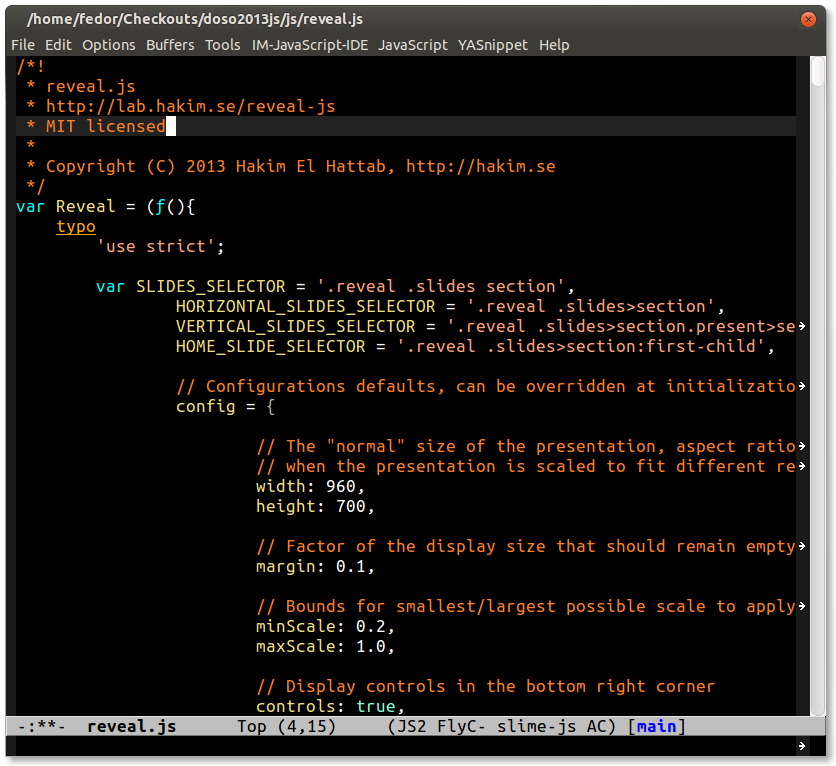 /home/fedor/Checkouts/doso2013js/js/reveal.js
File Edit Options Buffers Tools IM-JavaScript-IDE JavaScript YASnippet Help
/*!
 * reveal.js
 * http://lab.hakim.se/reveal-js
 * MIT licensed
 *
 * Copyright (C) 2013 Hakim El Hattab, http://hakim.se
 */
var Reveal = (ƒ(){
    typo
        'use strict';

        var SLIDES_SELECTOR = '.reveal .slides section',
                HORIZONTAL_SLIDES_SELECTOR = '.reveal .slides>section',
                VERTICAL_SLIDES_SELECTOR = '.reveal .slides>section.present>se
                HOME_SLIDE_SELECTOR = '.reveal .slides>section:first-child',

                // Configurations defaults, can be overridden at initializatio
                config = {

                        // The "normal" size of the presentation, aspect ratio
                        // when the presentation is scaled to fit different re
                        width: 960,
                        height: 700,

                        // Factor of the display size that should remain empty
                        margin: 0.1,

                        // Bounds for smallest/largest possible scale to apply
                        minScale: 0.2,
                        maxScale: 1.0,

                        // Display controls in the bottom right corner
                        controls: true,
-:**-  reveal.js      Top (4,15)     (JS2 FlyC- slime-js AC) [main]